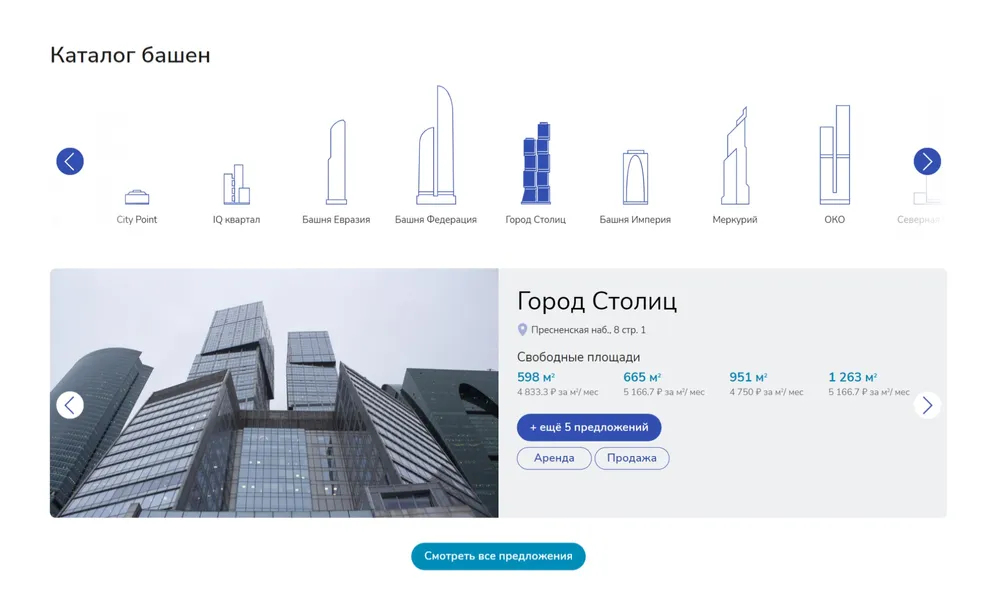 Каталог башен
City Point
IQ квартал
Башня Евразия
Башня Федерация
Город Столиц
Башня Империя
Меркурий
ОКО
Город Столиц
Пресненская наб., 8 стр. 1
Свободные площади
598 м² 665 м² 951 м² 1 263 м²
4 833.3 ₽ за м²/ мес 5 166.7 ₽ за м²/ мес 4 750 ₽ за м²/ мес 5 166.7 ₽ за м²/ мес
+ ещё 5 предложений
Аренда Продажа
Смотреть все предложения